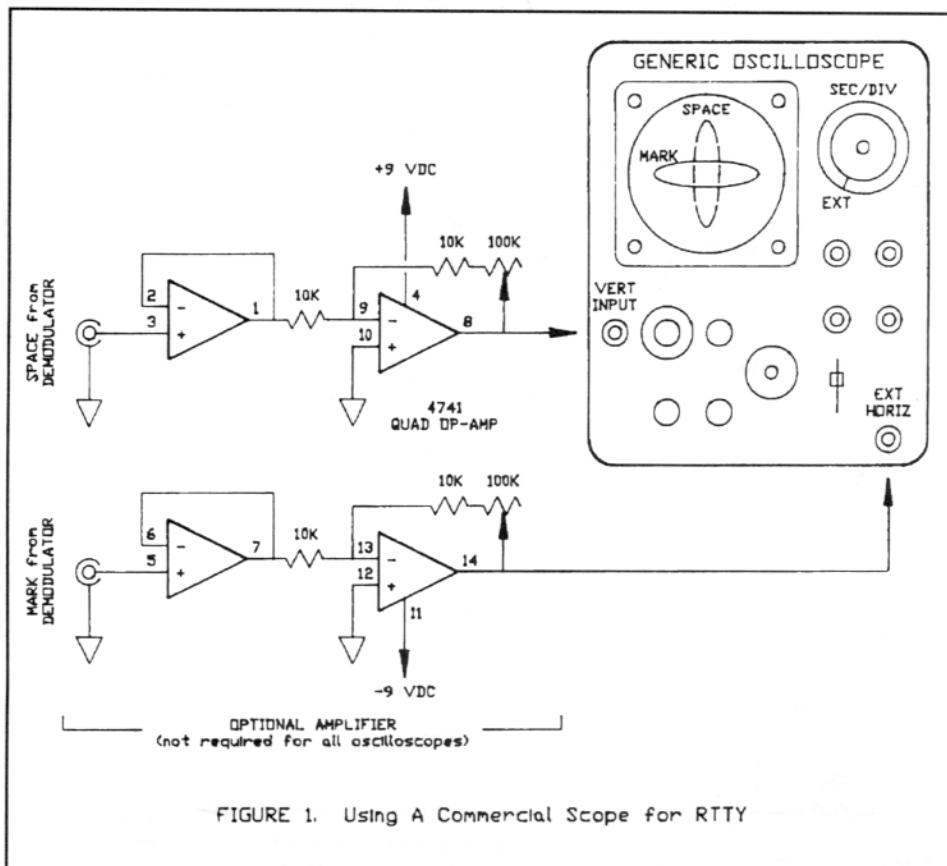 GENERIC OSCILLOSCOPE
SEC/DIV
SPACE
MARK
EXT
+9 VDC
10K 100K
VERT
INPUT
2
3
1
10K
9
10
4
8
SPACE from
DEMODULATOR
4741
QUAD OP-AMP
EXT
HORIZ
10K 100K
6
5
7
10K
13
12
14
11
MARK from
DEMODULATOR
-9 VDC
OPTIONAL AMPLIFIER
(not required for all oscilloscopes)
FIGURE 1. Using A Commercial Scope for RTTY